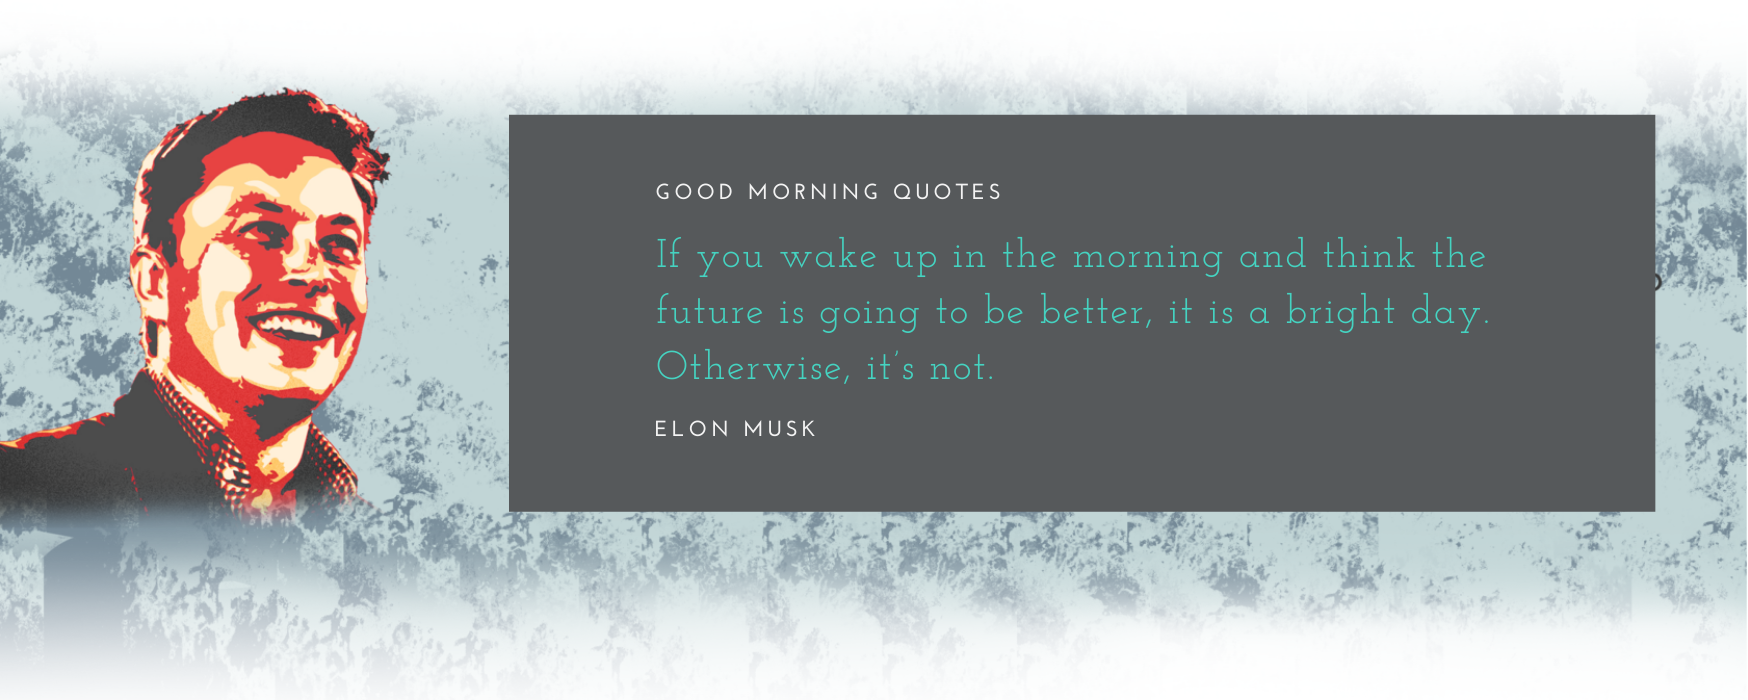 GOOD MORNING QUOTES
If you wake up in the morning and think the
future is going to be better, it is a bright day.
Otherwise, it's not.
ELON MUSK